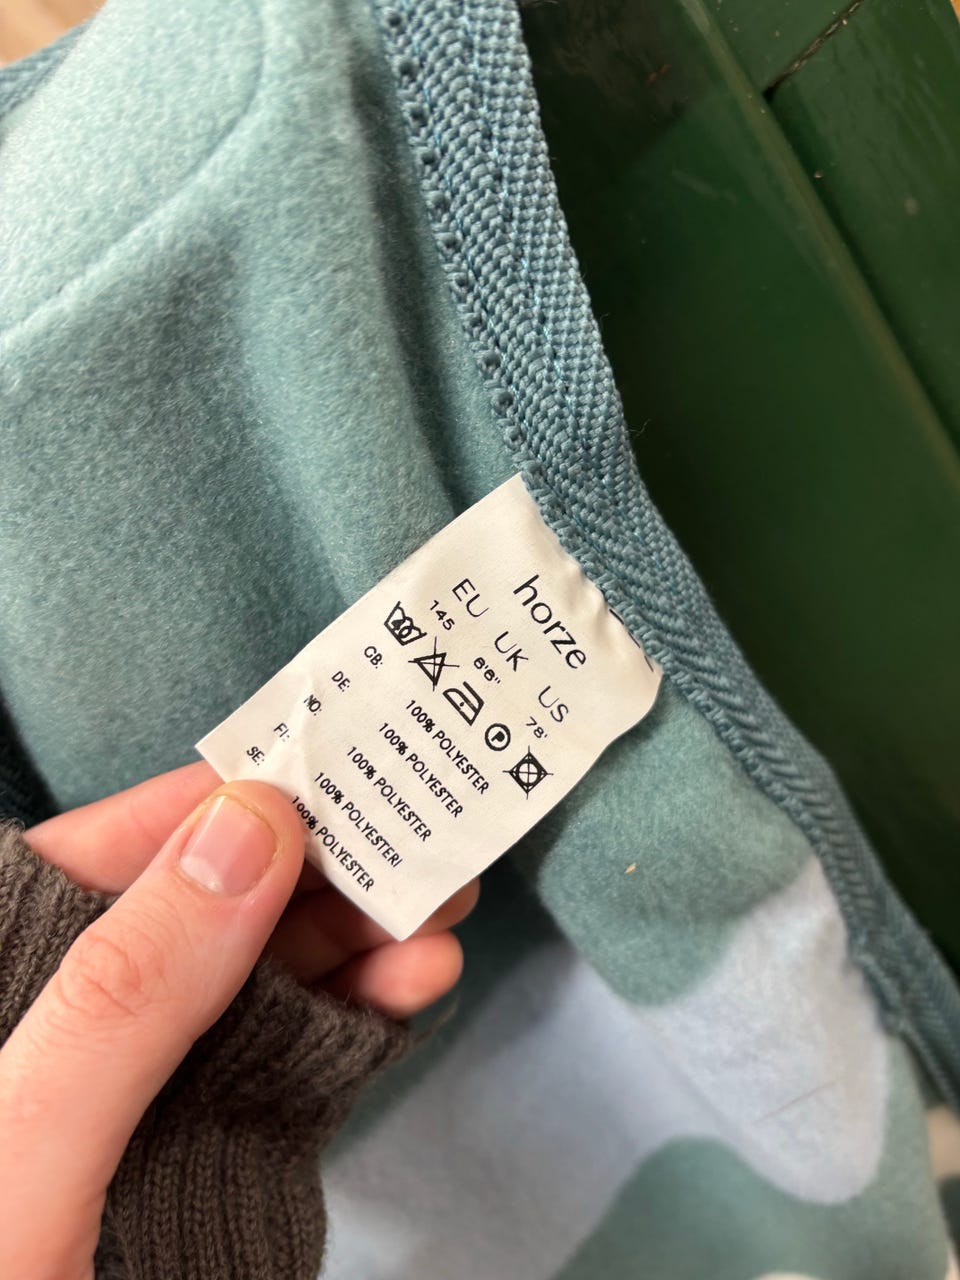 horze
EU UK US
145 6'6" 78'
40 P
GB: 100% POLYESTER
DE: 100% POLYESTER
NO: 100% POLYESTER
FI: 100% POLYESTERI
SE: 100% POLYESTER